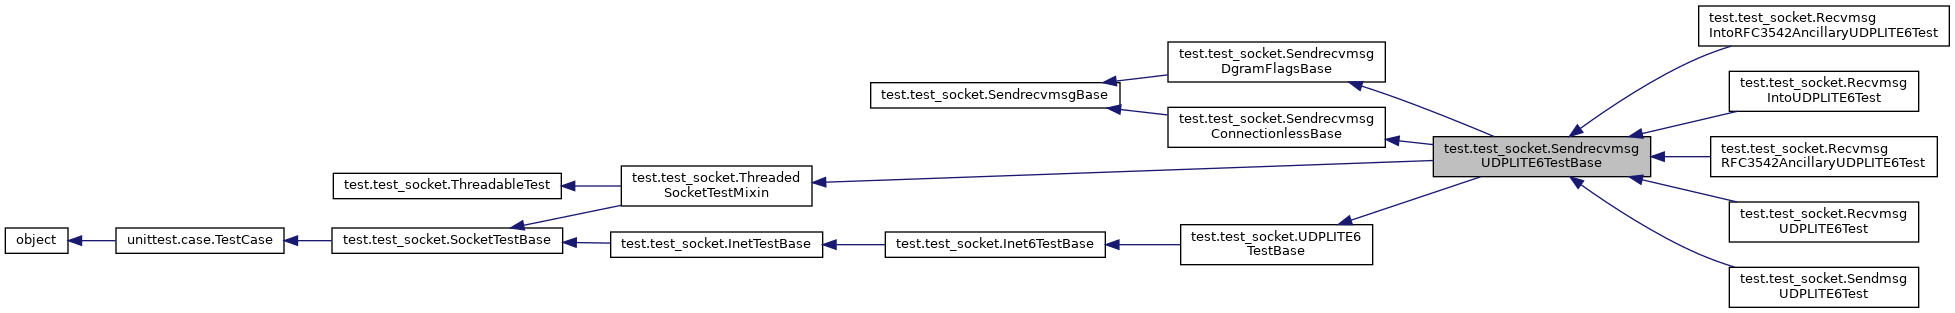 test.test_socket.Recvmsg
IntoRFC3542AncillaryUDPLITE6Test
test.test_socket.Sendrecvmsg
DgramFlagsBase
test.test_socket.Recvmsg
IntoUDPLITE6Test
test.test_socket.SendrecvmsgBase
test.test_socket.Sendrecvmsg
ConnectionlessBase
test.test_socket.Sendrecvmsg
UDPLITE6TestBase
test.test_socket.Recvmsg
RFC3542AncillaryUDPLITE6Test
test.test_socket.ThreadableTest
test.test_socket.Threaded
SocketTestMixin
test.test_socket.Recvmsg
UDPLITE6Test
object
unittest.case.TestCase
test.test_socket.SocketTestBase
test.test_socket.InetTestBase
test.test_socket.Inet6TestBase
test.test_socket.UDPLITE6
TestBase
test.test_socket.Sendmsg
UDPLITE6Test